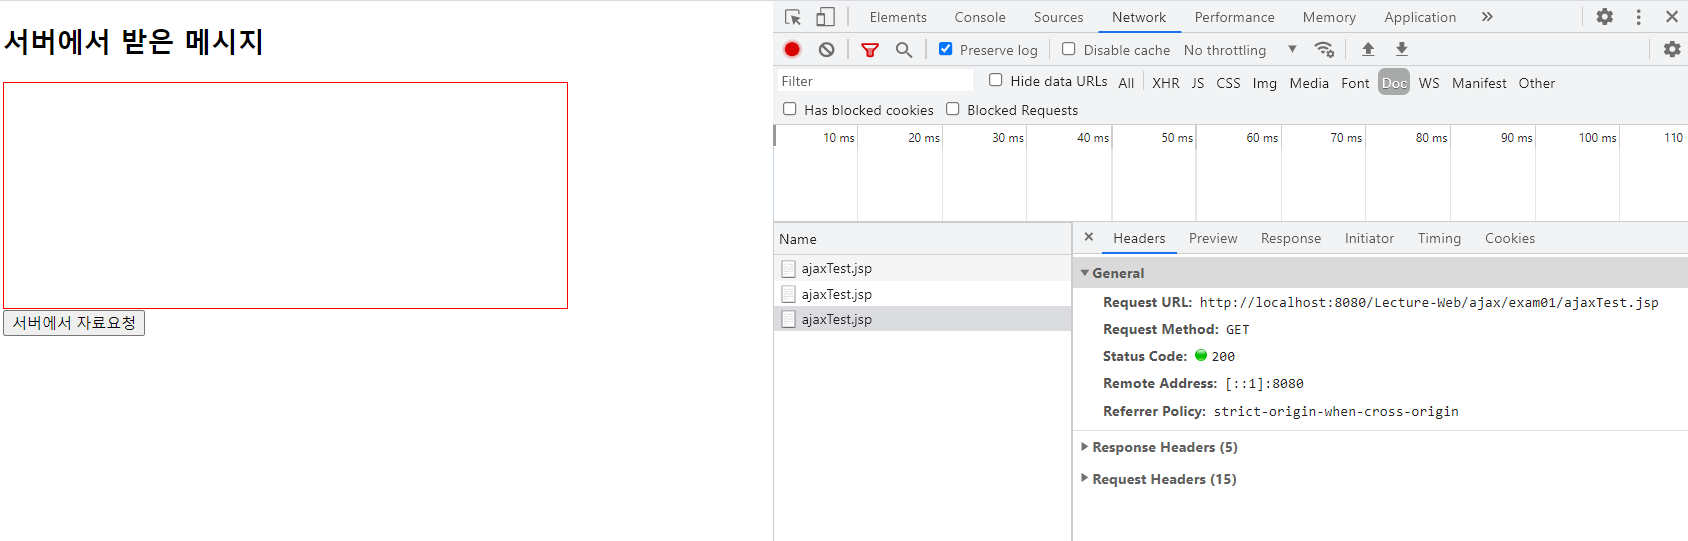 서버에서 받은 메시지
서버에서 자료요청
Elements Console Sources Network Performance Memory Application
Preserve log Disable cache No throttling
Filter Hide data URLs All XHR JS CSS Img Media Font Doc WS Manifest Other
Has blocked cookies Blocked Requests
10 ms 20 ms 30 ms 40 ms 50 ms 60 ms 70 ms 80 ms 90 ms 100 ms 110
Name
ajaxTest.jsp
ajaxTest.jsp
ajaxTest.jsp
Headers Preview Response Initiator Timing Cookies
General
Request URL: http://localhost:8080/Lecture-Web/ajax/exam01/ajaxTest.jsp
Request Method: GET
Status Code: 200
Remote Address: [::1]:8080
Referrer Policy: strict-origin-when-cross-origin
Response Headers (5)
Request Headers (15)